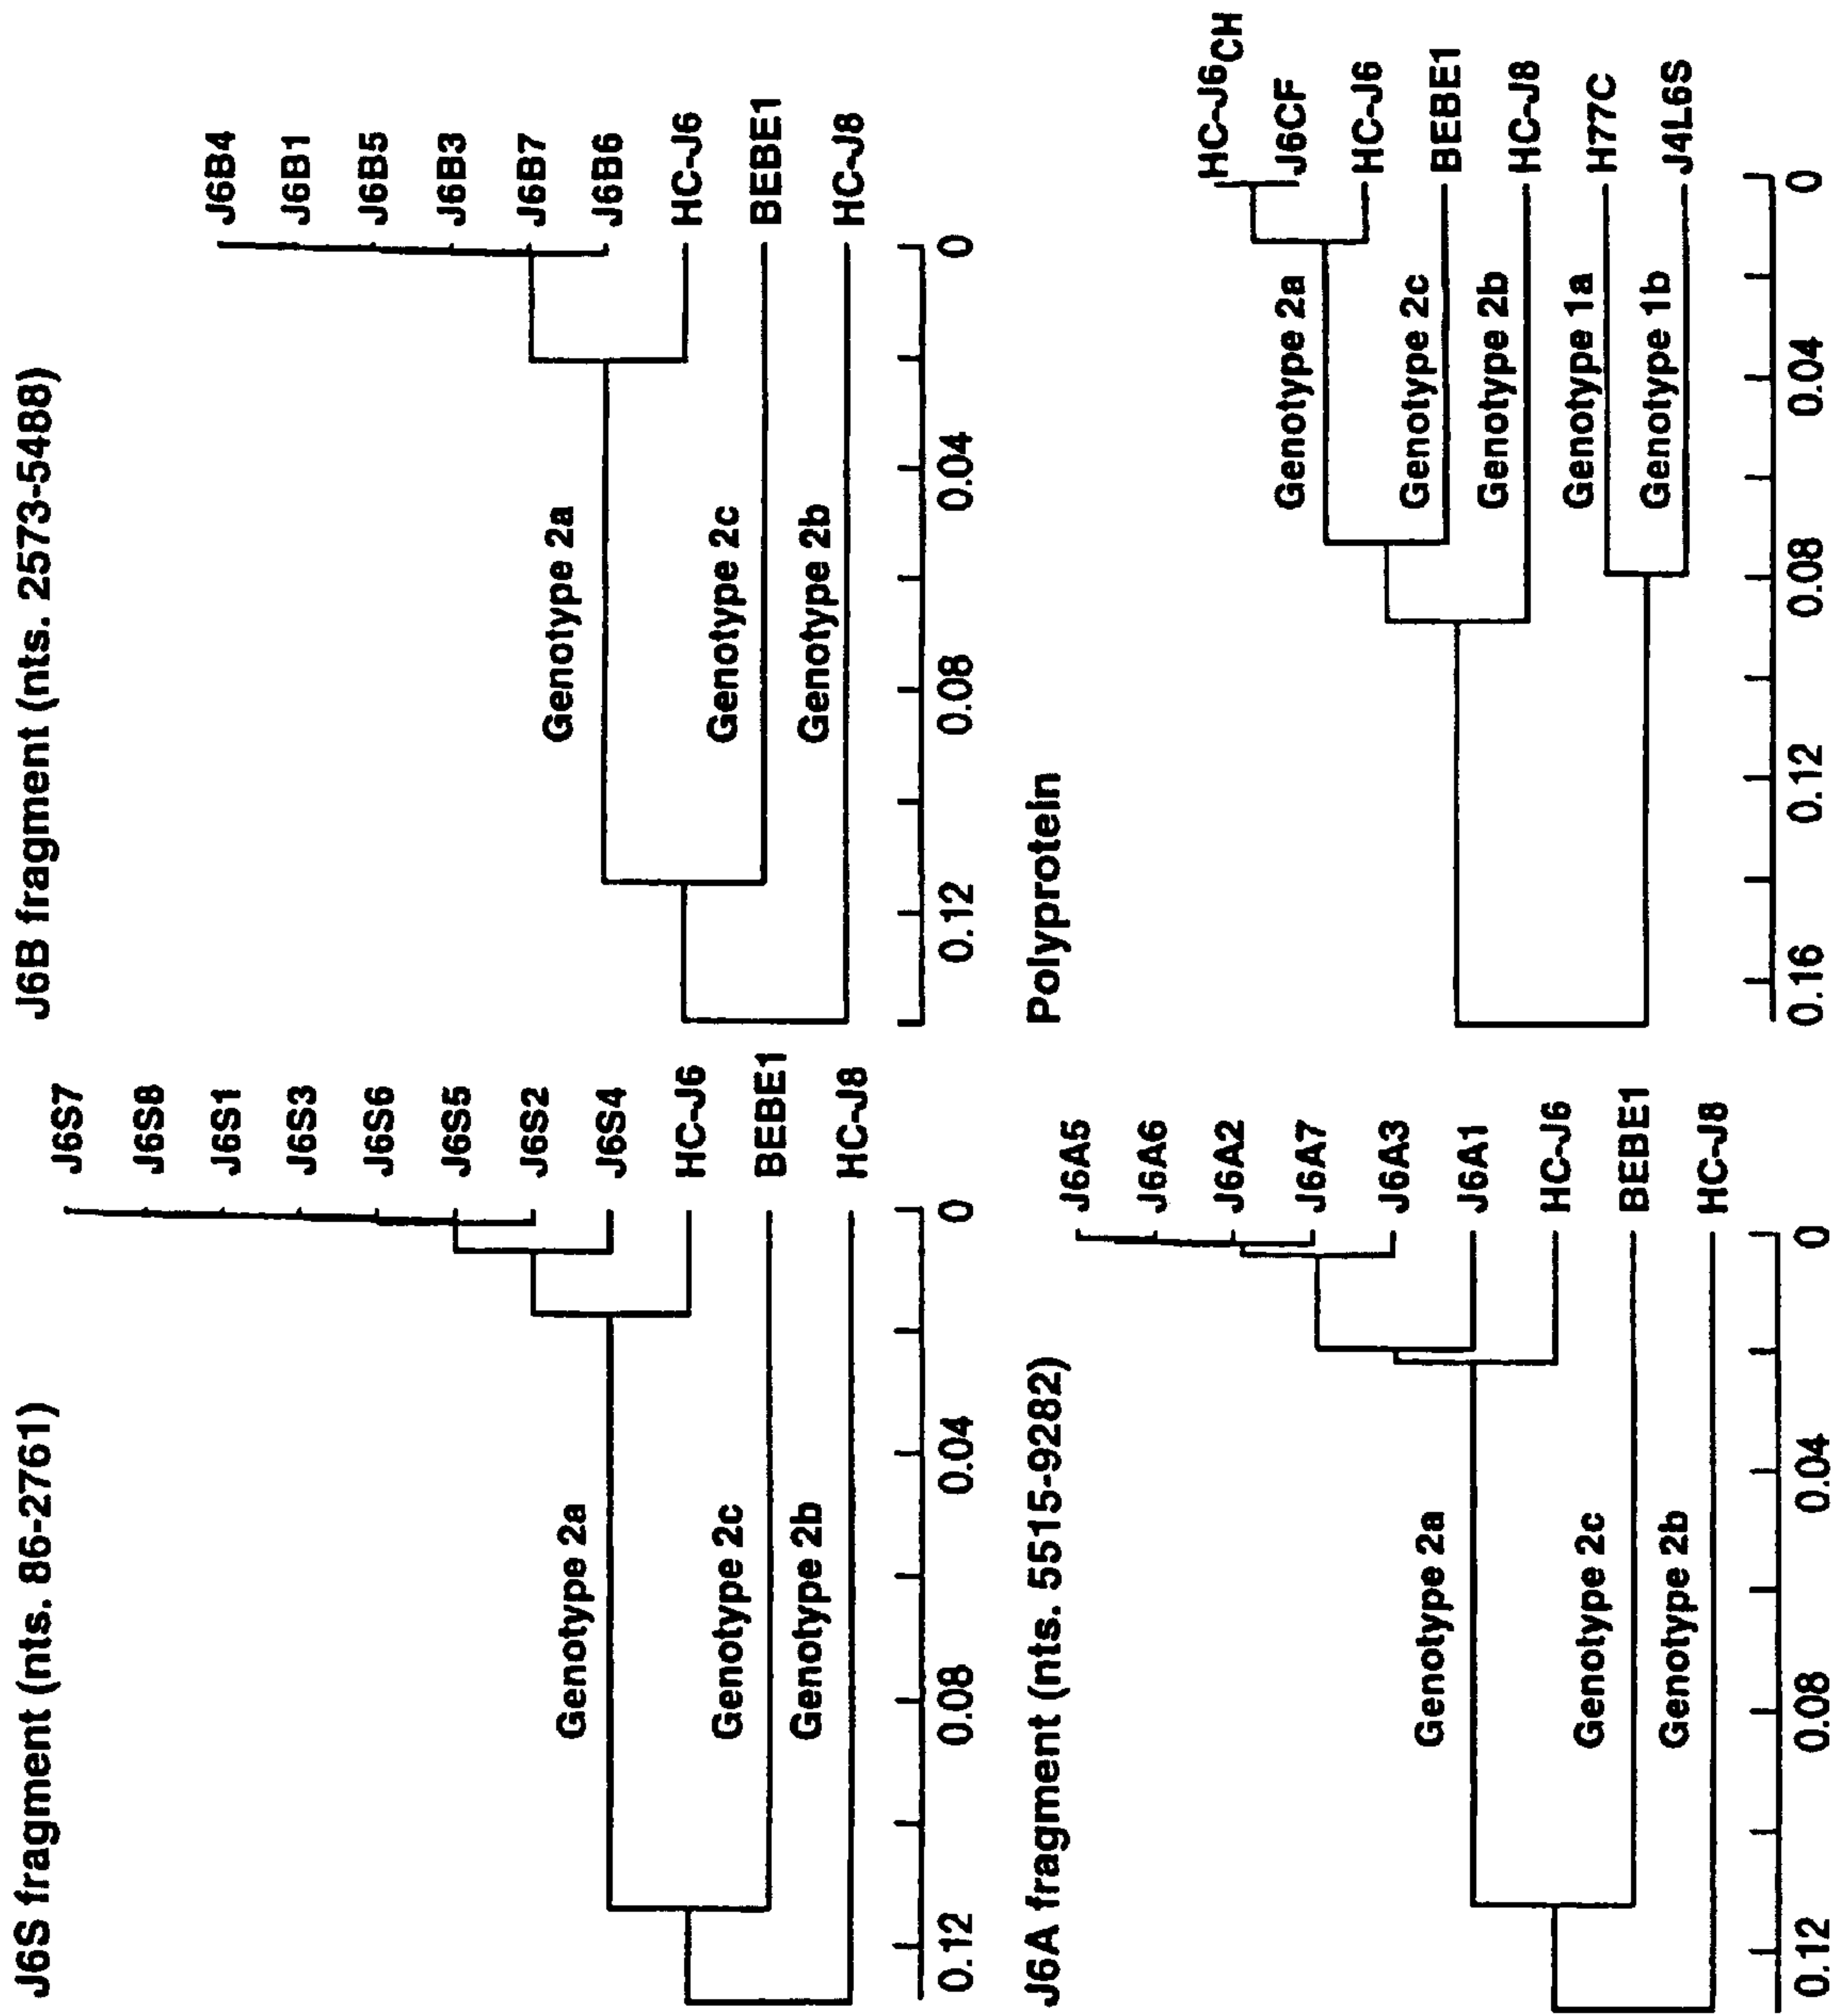 J6S fragment (nts. 86-2761)
J6S7
J6S8
J6S1
J6S3
J6S6
J6S5
J6S2
J6S4
HC-J6
BEBE1
HC-J8
Genotype 2a
Genotype 2c
Genotype 2b
0.12
0.08
0.04
0
J6B fragment (nts. 2573-5488)
J6B4
J6B1
J6B5
J6B3
J6B7
J6B6
HC-J6
BEBE1
HC-J8
Genotype 2a
Genotype 2c
Genotype 2b
0.12
0.08
0.04
0
J6A fragment (nts. 5515-9282)
J6A5
J6A6
J6A2
J6A7
J6A3
J6A1
HC-J6
BEBE1
HC-J8
Genotype 2a
Genotype 2c
Genotype 2b
0.12
0.08
0.04
0
Polyprotein
HC-J6CH
J6CF
HC-J6
BEBE1
HC-J8
H77C
J4L6S
Genotype 2a
Genotype 2c
Genotype 2b
Genotype 1a
Genotype 1b
0.16
0.12
0.08
0.04
0